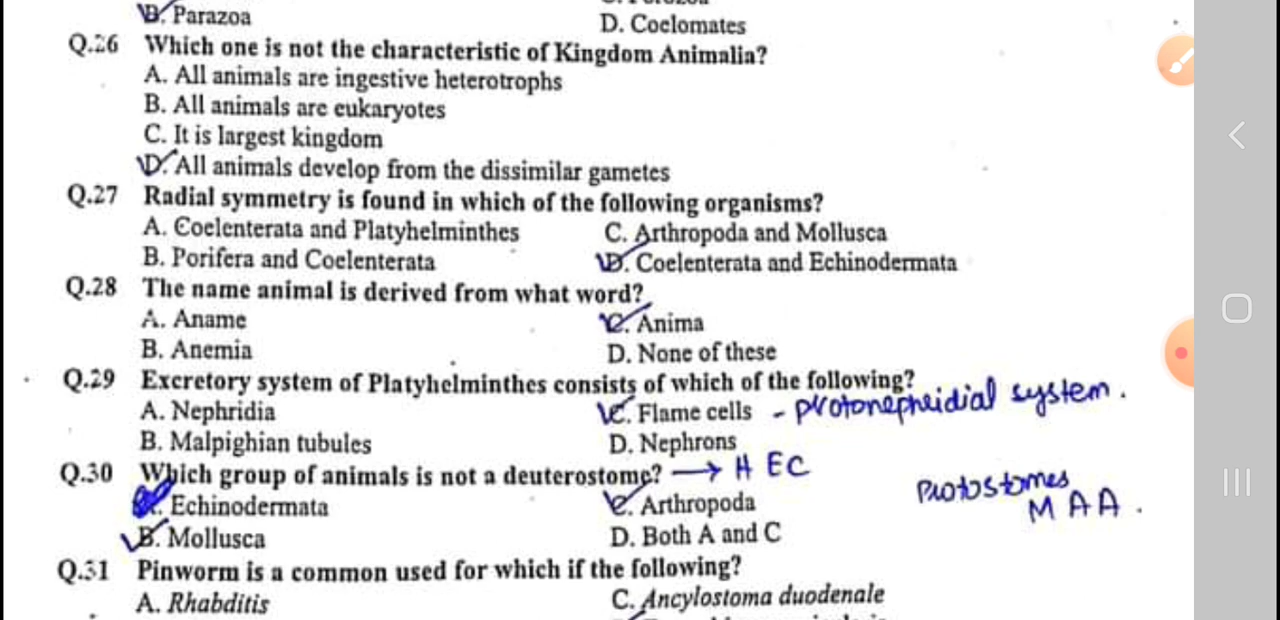 B. Parazoa
D. Coelomates
Q.26 Which one is not the characteristic of Kingdom Animalia?
A. All animals are ingestive heterotrophs
B. All animals are eukaryotes
C. It is largest kingdom
D. All animals develop from the dissimilar gametes
Q.27 Radial symmetry is found in which of the following organisms?
A. Coelenterata and Platyhelminthes
C. Arthropoda and Mollusca
B. Porifera and Coelenterata
D. Coelenterata and Echinodermata
Q.28 The name animal is derived from what word?
A. Aname
C. Anima
B. Anemia
D. None of these
Q.29 Excretory system of Platyhelminthes consists of which of the following?
A. Nephridia
C. Flame cells - protonepheidial system.
B. Malpighian tubules
D. Nephrons
Q.30 Which group of animals is not a deuterostome? → H EC
A. Echinodermata
C. Arthropoda
Protostomes
M A A .
B. Mollusca
D. Both A and C
Q.31 Pinworm is a common used for which if the following?
A. Rhabditis
C. Ancylostoma duodenale